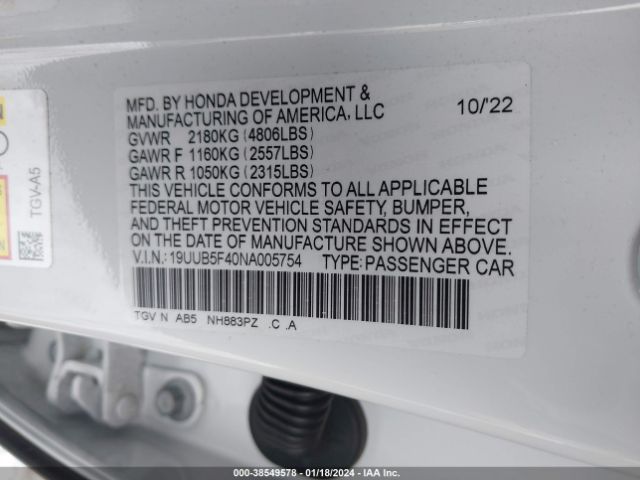 MFD. BY HONDA DEVELOPMENT &
MANUFACTURING OF AMERICA, LLC 10/'22
GVWR 2180KG (4806LBS)
GAWR F 1160KG (2557LBS)
GAWR R 1050KG (2315LBS)
THIS VEHICLE CONFORMS TO ALL APPLICABLE
FEDERAL MOTOR VEHICLE SAFETY, BUMPER,
AND THEFT PREVENTION STANDARDS IN EFFECT
ON THE DATE OF MANUFACTURE SHOWN ABOVE.
V.I.N.: 19UUB5F40NA005754 TYPE: PASSENGER CAR
TGV N AB5 NH883PZ .C .A
TGV-A5
000-38549578 - 01/18/2024 - IAA Inc.